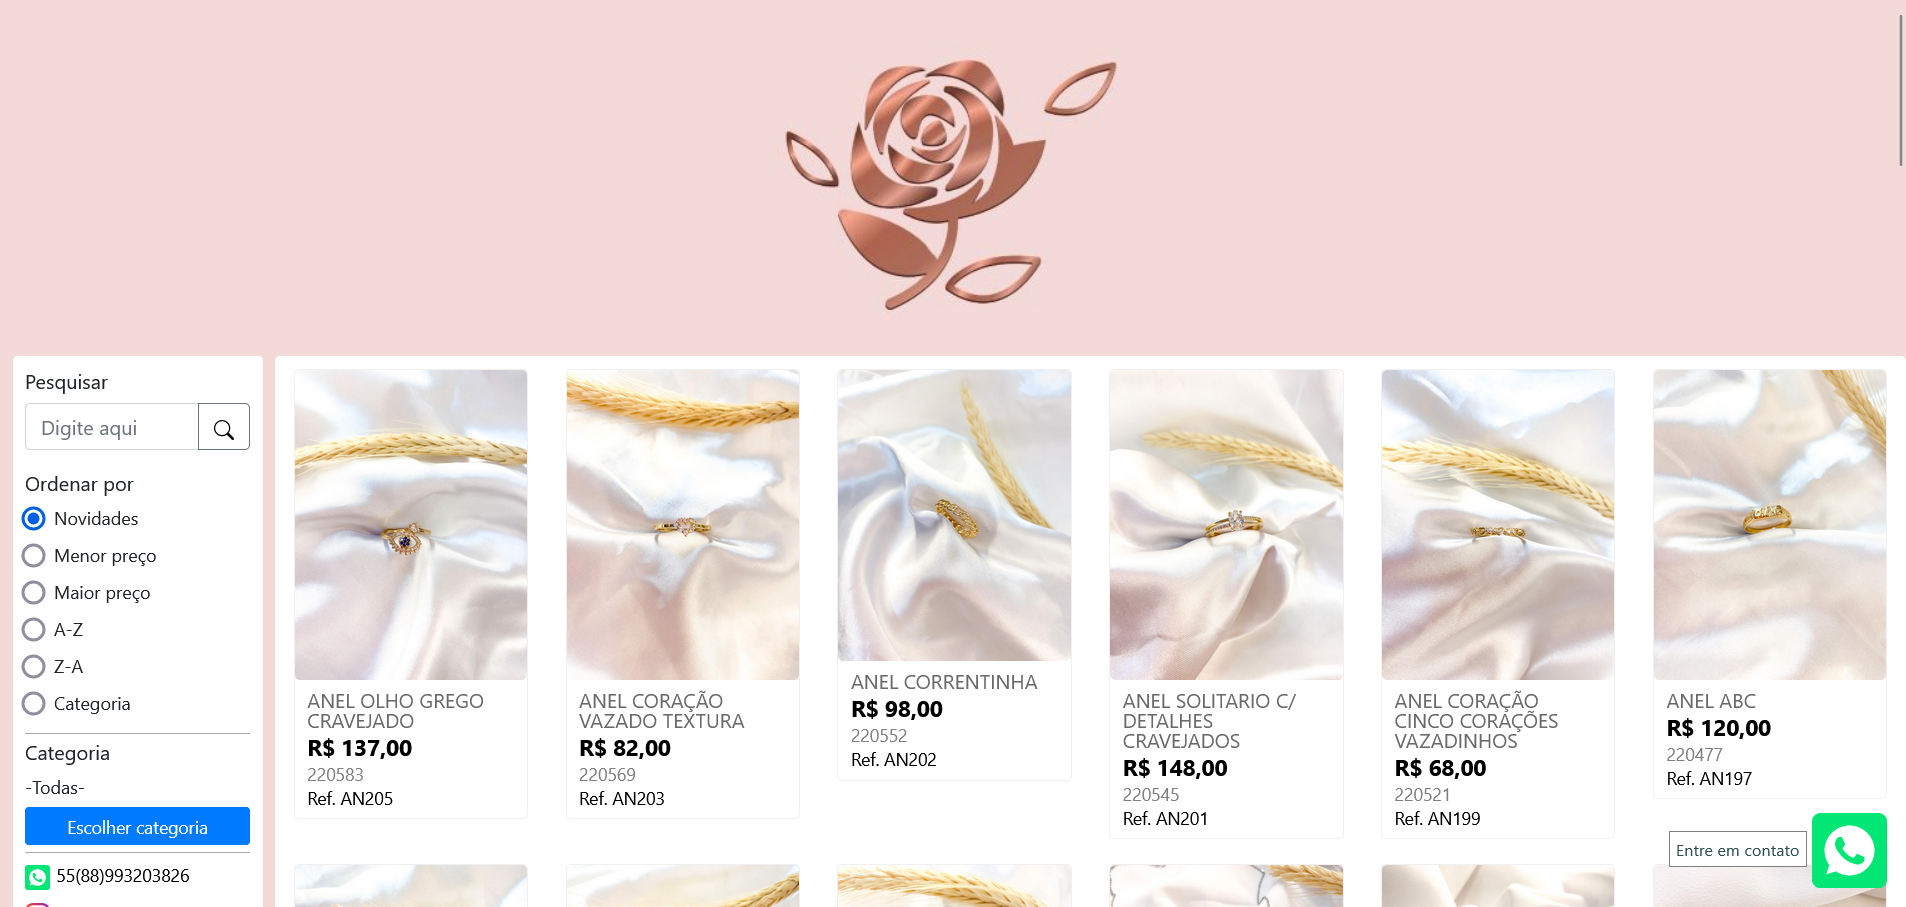 Pesquisar
Digite aqui
Ordenar por
Novidades
Menor preço
Maior preço
A-Z
Z-A
Categoria
Categoria
-Todas-
Escolher categoria
55(88)993203826
ANEL OLHO GREGO
CRAVEJADO
R$ 137,00
220583
Ref. AN205
ANEL CORAÇÃO
VAZADO TEXTURA
R$ 82,00
220569
Ref. AN203
ANEL CORRENTINHA
R$ 98,00
220552
Ref. AN202
ANEL SOLITARIO C/
DETALHES
CRAVEJADOS
R$ 148,00
220545
Ref. AN201
ANEL CORAÇÃO
CINCO CORAÇÕES
VAZADINHOS
R$ 68,00
220521
Ref. AN199
ANEL ABC
R$ 120,00
220477
Ref. AN197
Entre em contato